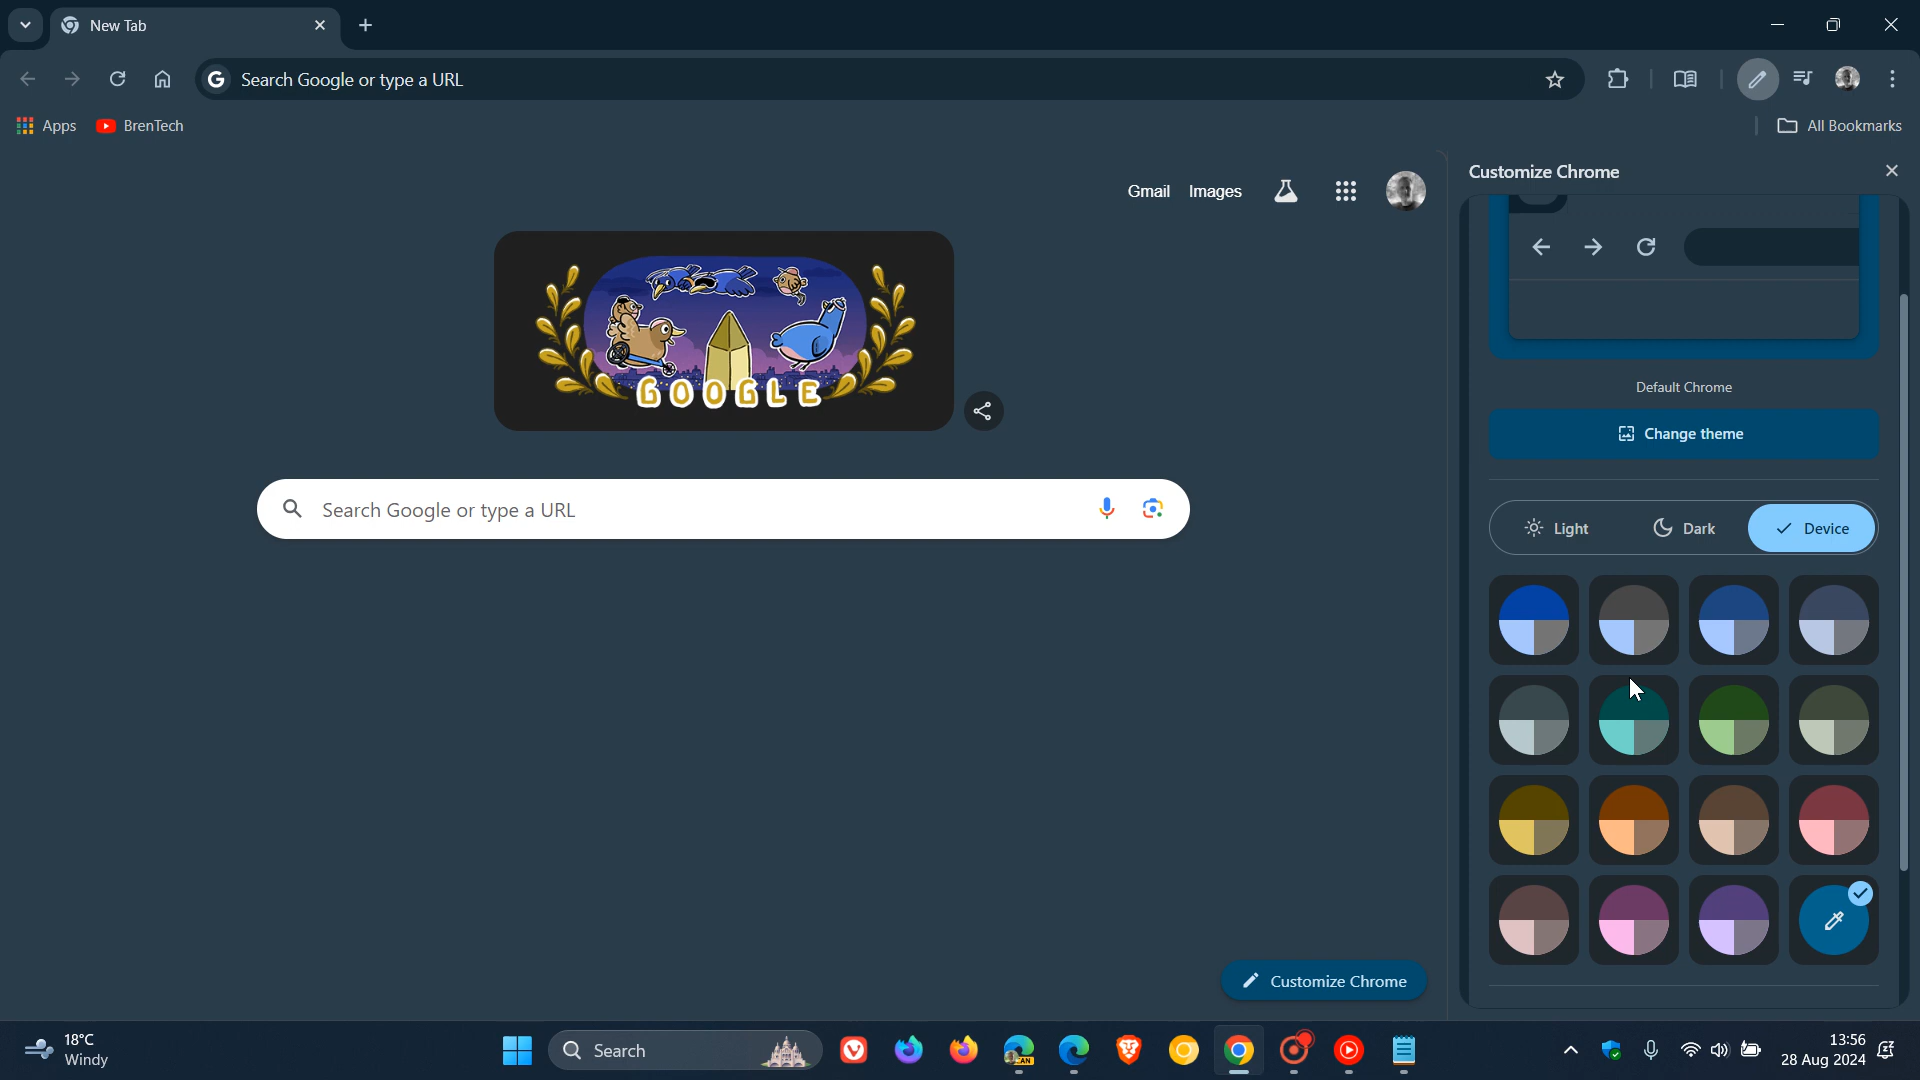 New Tab
Search Google or type a URL
Apps
BrenTech
All Bookmarks
Gmail
Images
GOOGLE
Search Google or type a URL
Customize Chrome
Customize Chrome
Default Chrome
Change theme
Light
Dark
Device
18°C
Windy
Search
CAN
13:56
28 Aug 2024